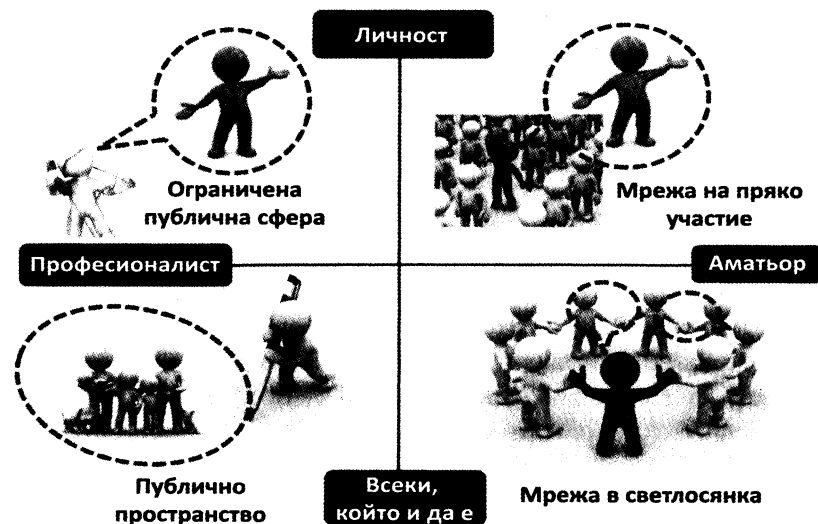 Личност
Ограничена
публична сфера
Мрежа на пряко
участие
Професионалист
Аматьор
Публично
пространство
Всеки,
който и да е
Мрежа в светлосянка